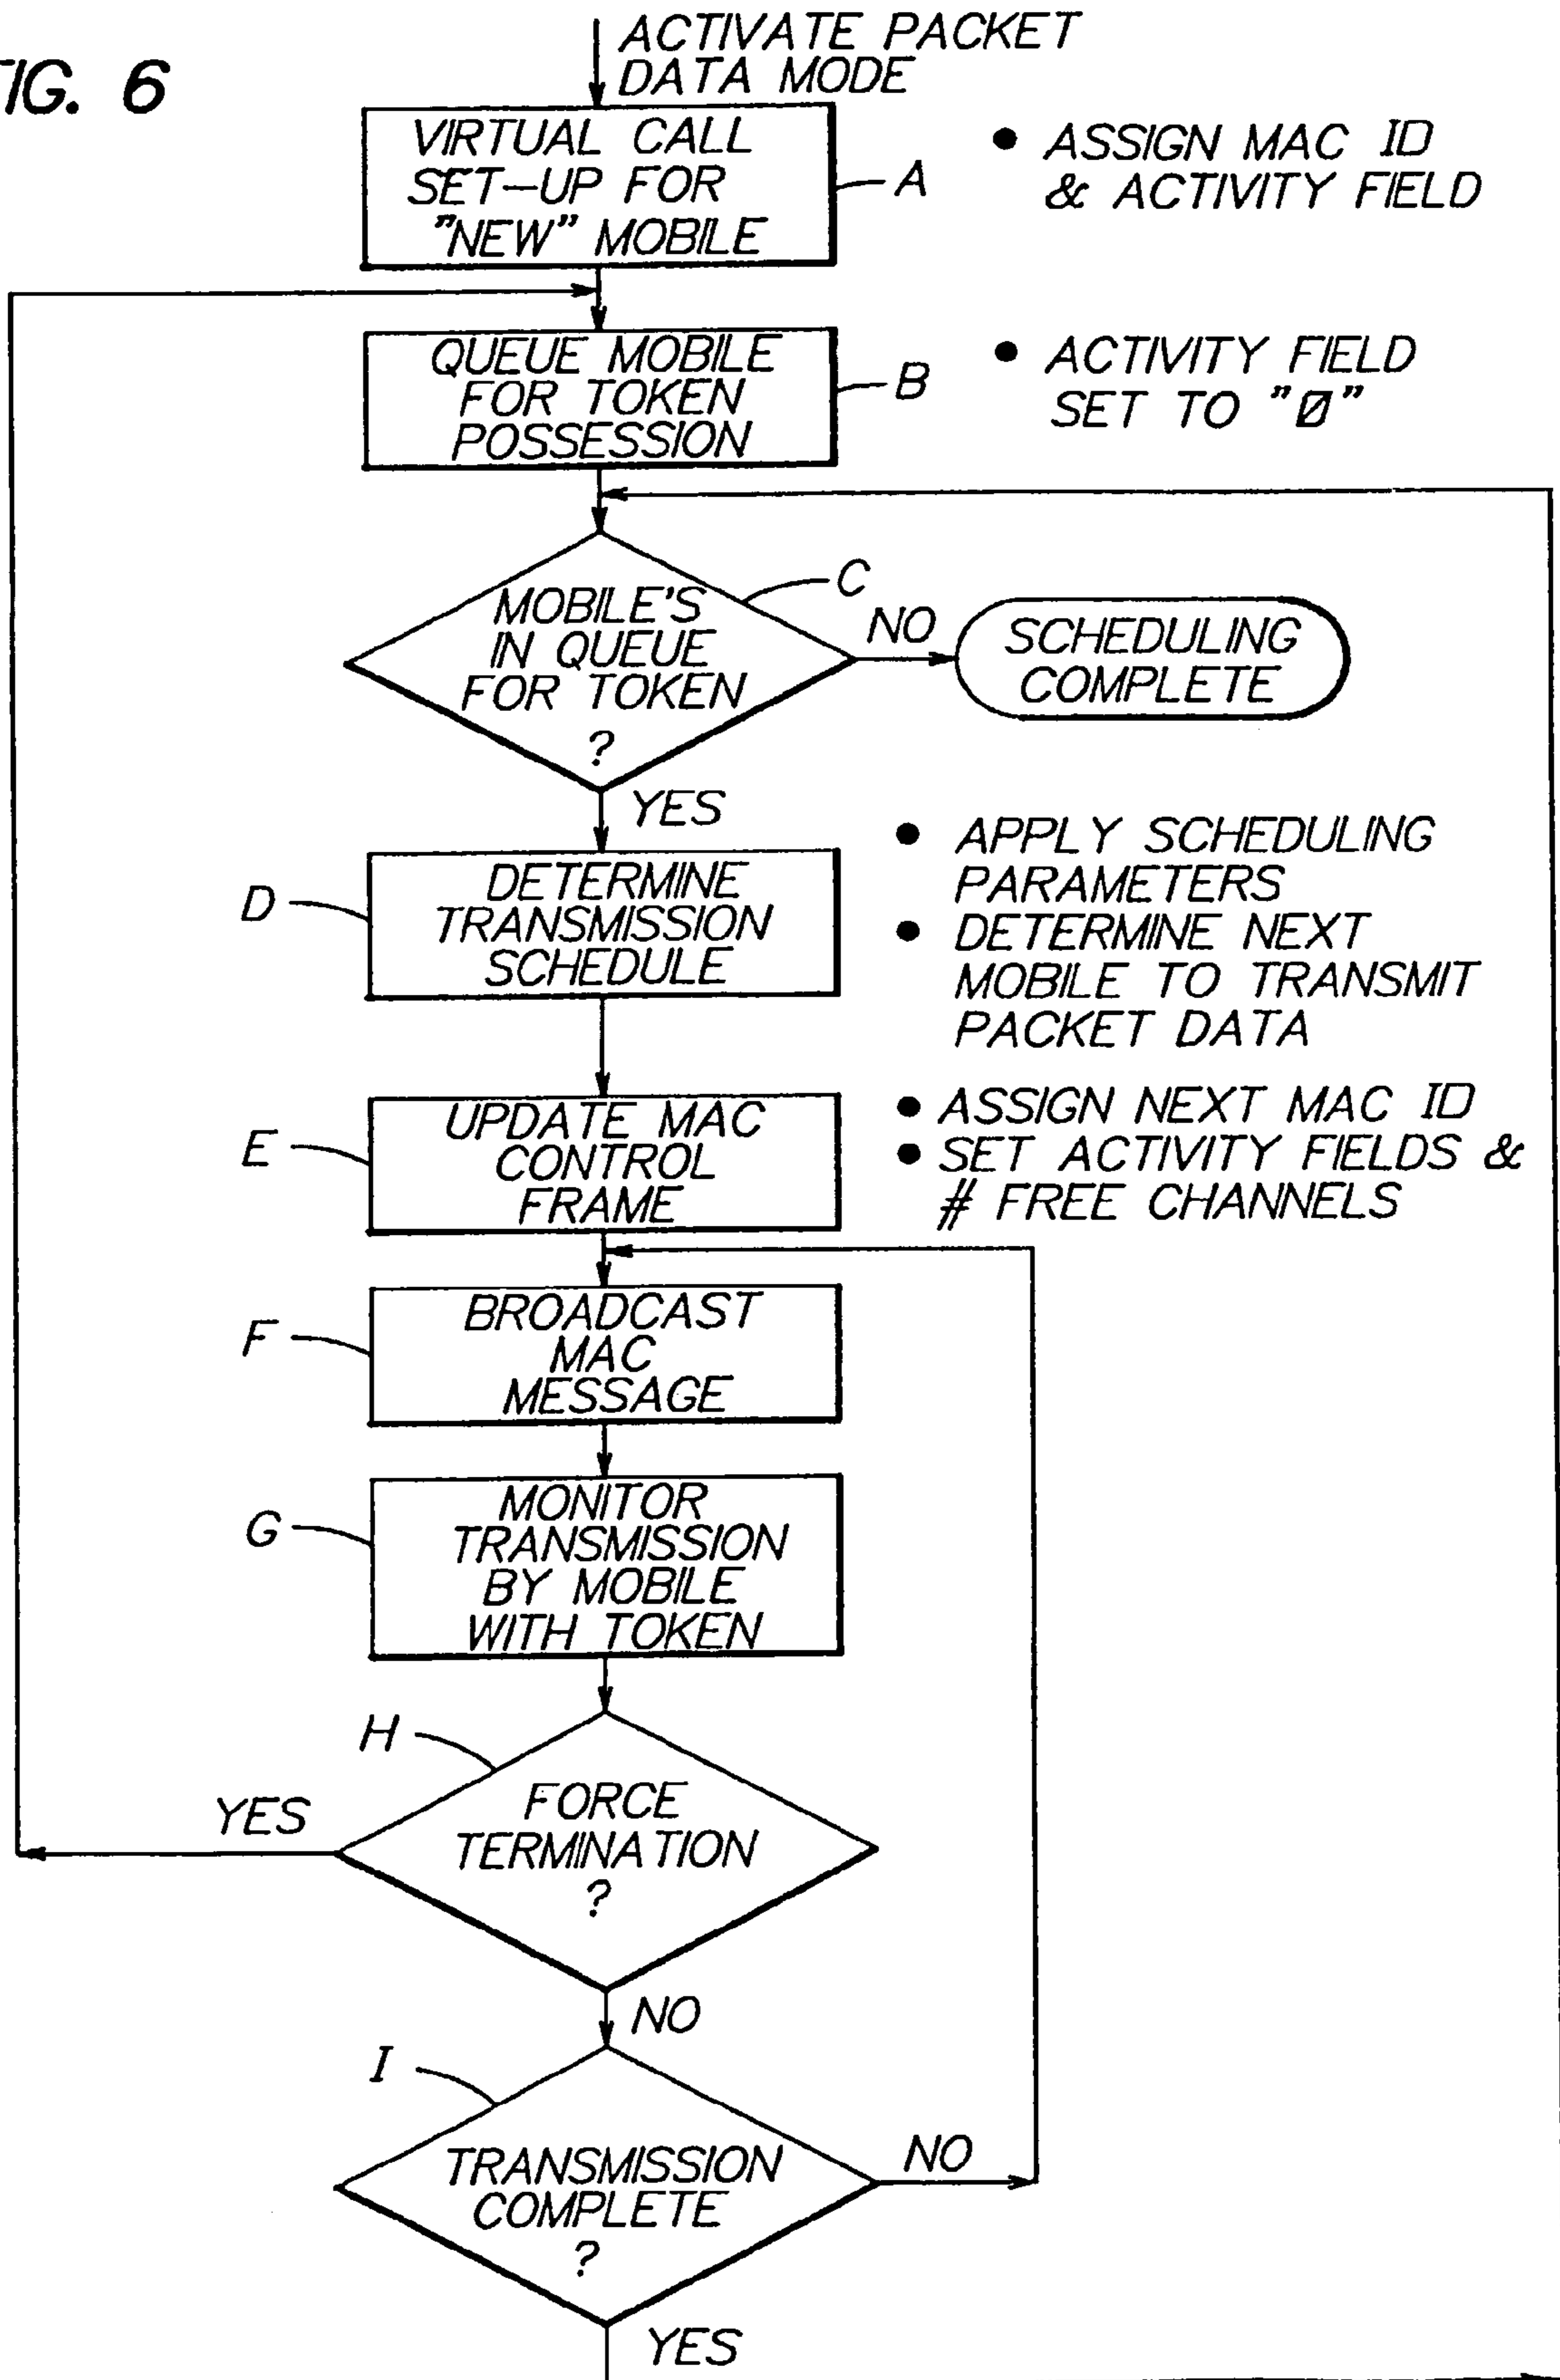 FIG. 6
ACTIVATE PACKET
DATA MODE
VIRTUAL CALL
SET-UP FOR
"NEW" MOBILE
A
• ASSIGN MAC ID
& ACTIVITY FIELD
QUEUE MOBILE
FOR TOKEN
POSSESSION
B
• ACTIVITY FIELD
SET TO "Ø"
MOBILE'S
IN QUEUE
FOR TOKEN
?
C
NO
SCHEDULING
COMPLETE
YES
D
DETERMINE
TRANSMISSION
SCHEDULE
• APPLY SCHEDULING
PARAMETERS
• DETERMINE NEXT
MOBILE TO TRANSMIT
PACKET DATA
E
UPDATE MAC
CONTROL
FRAME
• ASSIGN NEXT MAC ID
• SET ACTIVITY FIELDS &
# FREE CHANNELS
F
BROADCAST
MAC
MESSAGE
G
MONITOR
TRANSMISSION
BY MOBILE
WITH TOKEN
H
YES
FORCE
TERMINATION
?
NO
I
TRANSMISSION
COMPLETE
?
NO
YES